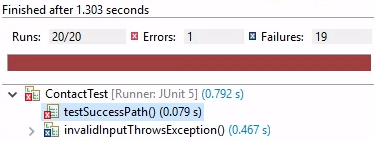 Finished after 1.303 seconds
Runs: 20/20 Errors: 1 Failures: 19
ContactTest [Runner: JUnit 5] (0.792 s)
testSuccessPath() (0.079 s)
invalidInputThrowsException() (0.467 s)